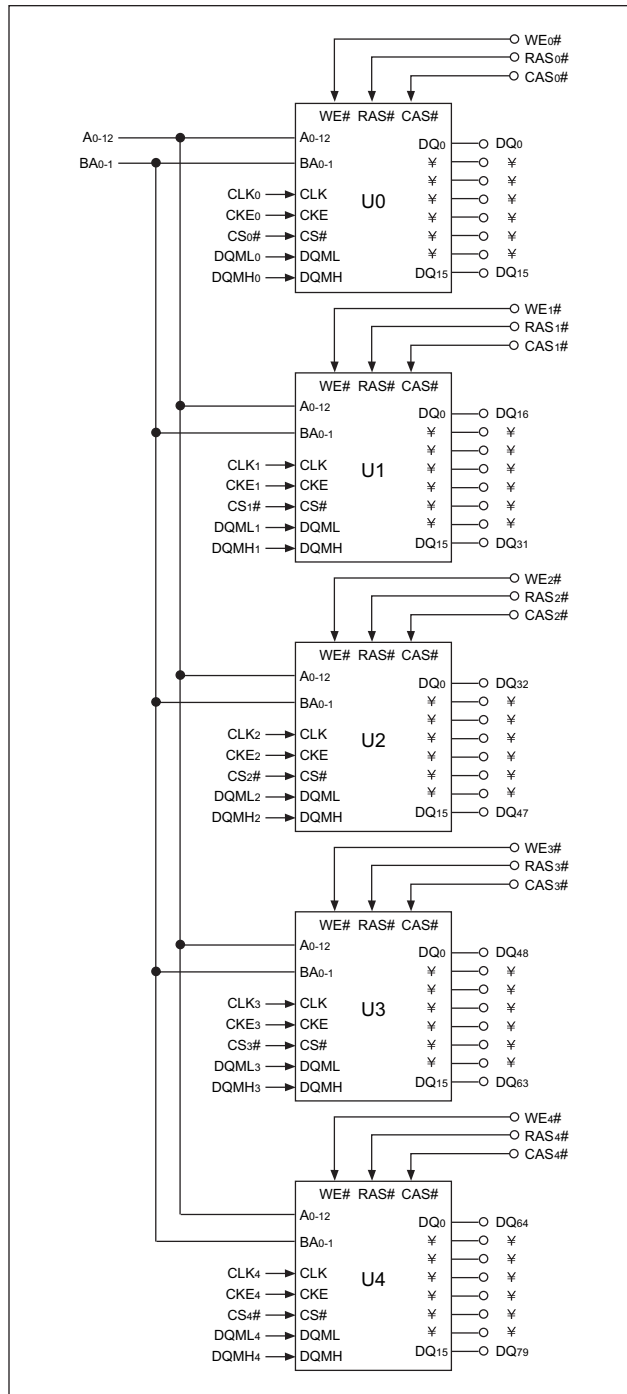 WE0#
RAS0#
CAS0#
WE# RAS# CAS#
A0-12 A0-12 DQ0 DQ0
BA0-1 BA0-1 ¥ ¥
¥ ¥
CLK0 CLK U0 ¥ ¥
CKE0 CKE ¥ ¥
CS0# CS# ¥ ¥
DQML0 DQML ¥ ¥
DQMH0 DQMH DQ15 DQ15
WE1#
RAS1#
CAS1#
WE# RAS# CAS#
A0-12 DQ0 DQ16
BA0-1 ¥ ¥
¥ ¥
CLK1 CLK U1 ¥ ¥
CKE1 CKE ¥ ¥
CS1# CS# ¥ ¥
DQML1 DQML ¥ ¥
DQMH1 DQMH DQ15 DQ31
WE2#
RAS2#
CAS2#
WE# RAS# CAS#
A0-12 DQ0 DQ32
BA0-1 ¥ ¥
¥ ¥
CLK2 CLK U2 ¥ ¥
CKE2 CKE ¥ ¥
CS2# CS# ¥ ¥
DQML2 DQML ¥ ¥
DQMH2 DQMH DQ15 DQ47
WE3#
RAS3#
CAS3#
WE# RAS# CAS#
A0-12 DQ0 DQ48
BA0-1 ¥ ¥
¥ ¥
CLK3 CLK U3 ¥ ¥
CKE3 CKE ¥ ¥
CS3# CS# ¥ ¥
DQML3 DQML ¥ ¥
DQMH3 DQMH DQ15 DQ63
WE4#
RAS4#
CAS4#
WE# RAS# CAS#
A0-12 DQ0 DQ64
BA0-1 ¥ ¥
¥ ¥
CLK4 CLK U4 ¥ ¥
CKE4 CKE ¥ ¥
CS4# CS# ¥ ¥
DQML4 DQML ¥ ¥
DQMH4 DQMH DQ15 DQ79